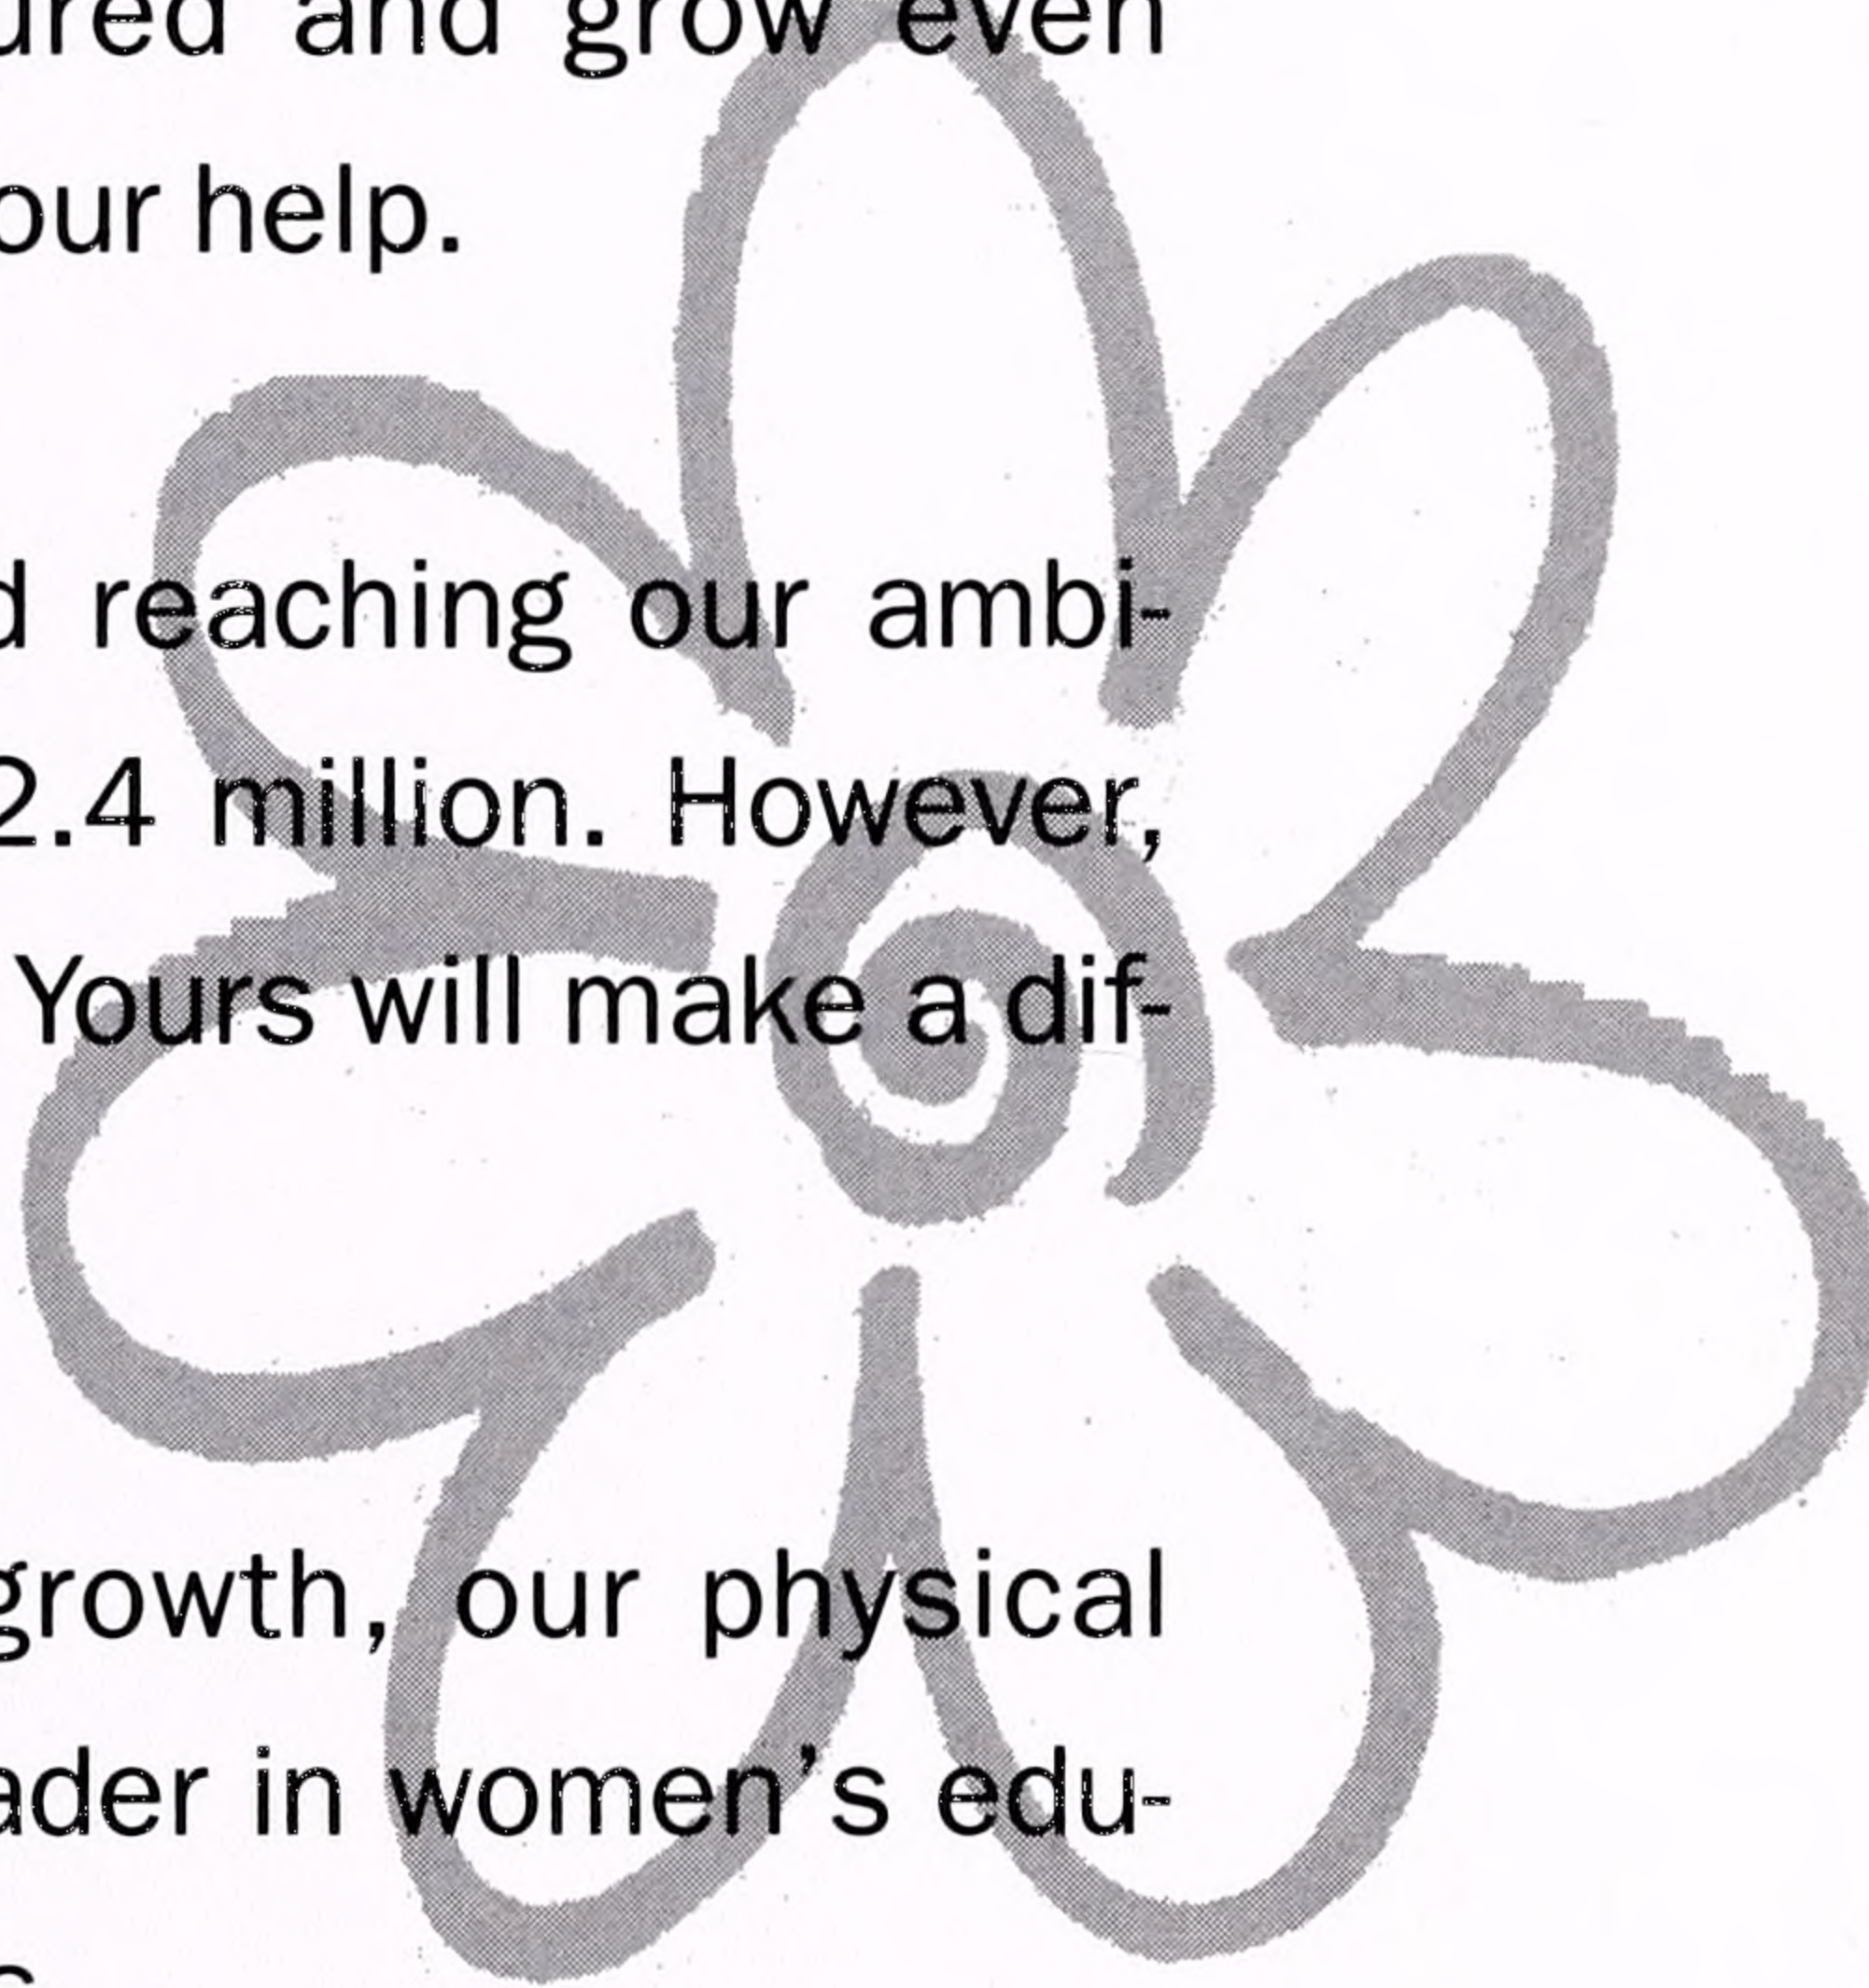 ured and grow even
our help.
d reaching our ambi-
2.4 million. However,
Yours will make a dif-
growth, our physical
ader in women's edu-